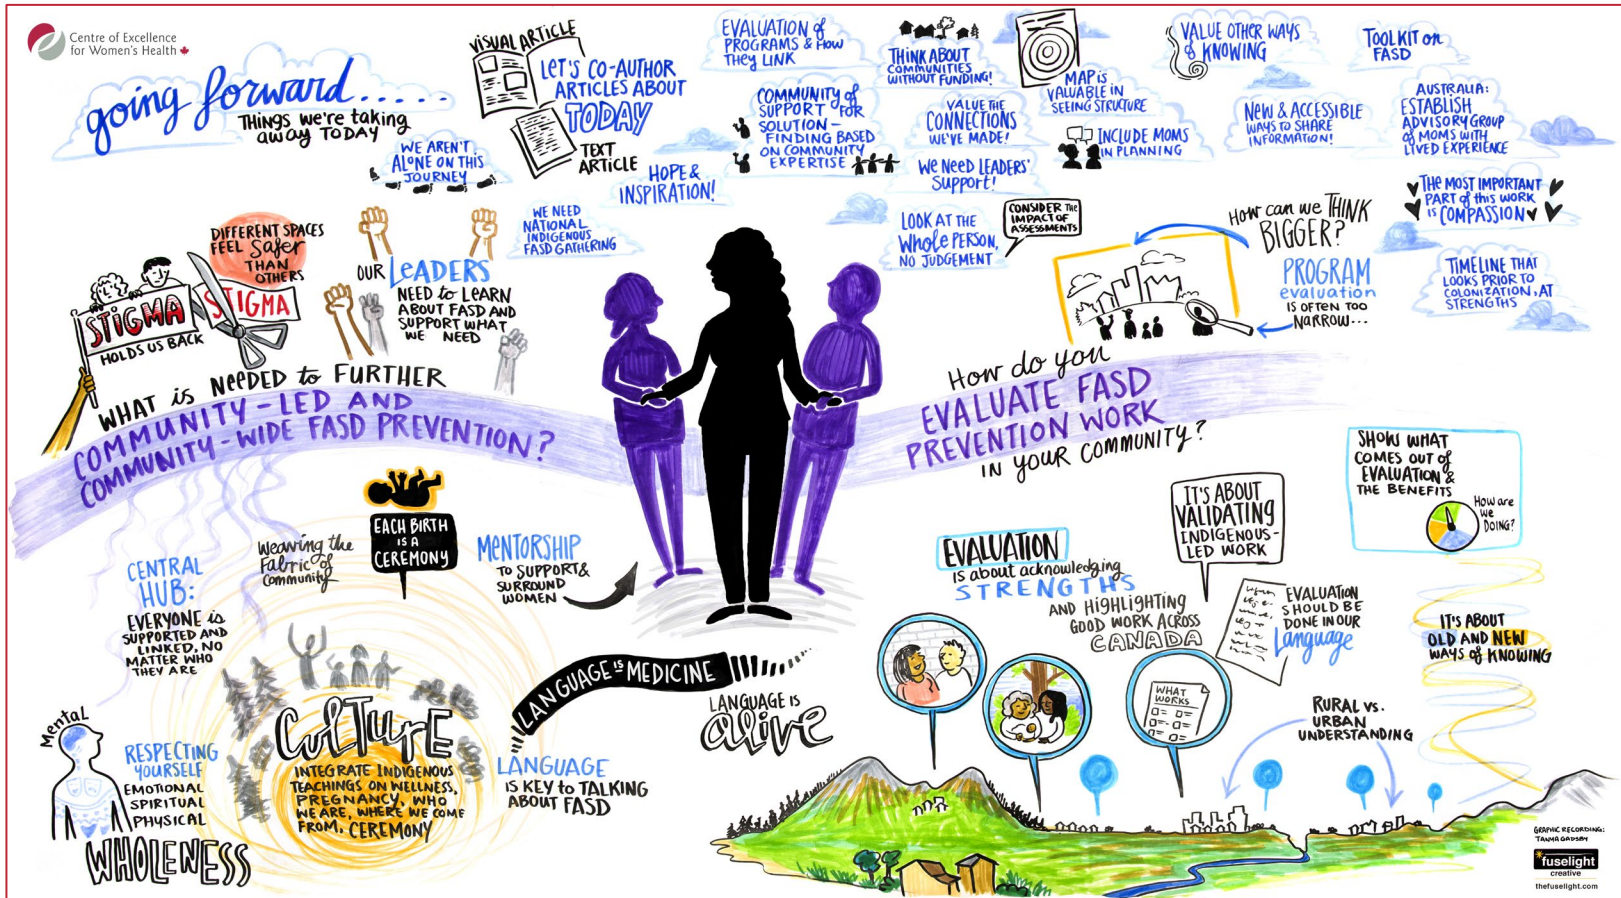 Centre of Excellence
for Women's Health
going forward.....
THINGS WE'RE TAKING
AWAY TODAY
WE AREN'T
ALONE ON THIS
JOURNEY
VISUAL ARTICLE
LET'S CO-AUTHOR
ARTICLES ABOUT
TODAY
TEXT
ARTICLE
HOPE &
INSPIRATION!
WE NEED
NATIONAL
INDIGENOUS
FASD GATHERING
EVALUATION of
PROGRAMS & HOW
THEY LINK
COMMUNITY of
SUPPORT FOR
SOLUTION-
FINDING BASED
ON COMMUNITY
EXPERTISE
THINK ABOUT
COMMUNITIES
WITHOUT FUNDING!
VALUE THE
CONNECTIONS
WE'VE MADE!
WE NEED LEADERS'
SUPPORT!
LOOK AT THE
WHOLE PERSON,
NO JUDGEMENT
CONSIDER THE
IMPACT OF
ASSESSMENTS
MAP is
VALUABLE IN
SEEING STRUCTURE
INCLUDE MOMS
IN PLANNING
VALUE OTHER WAYS
of KNOWING
NEW & ACCESSIBLE
WAYS TO SHARE
INFORMATION!
TOOLKIT on
FASD
AUSTRALIA:
ESTABLISH
ADVISORY GROUP
of MOMS WITH
LIVED EXPERIENCE
THE MOST IMPORTANT
PART of this WORK
is COMPASSION
TIMELINE THAT
LOOKS PRIOR TO
COLONIZATION, AT
STRENGTHS
DIFFERENT SPACES
FEEL Safer
THAN
OTHERS
STIGMA
STIGMA
HOLDS US BACK
OUR LEADERS
NEED to LEARN
ABOUT FASD AND
SUPPORT WHAT
WE NEED
HOW can we THINK
BIGGER?
PROGRAM
evaluation
IS OFTEN TOO
NARROW...
WHAT is NEEDED to FURTHER
COMMUNITY-LED AND
COMMUNITY-WIDE FASD PREVENTION?
HOW do you
EVALUATE FASD
PREVENTION WORK
IN YOUR COMMUNITY?
CENTRAL
HUB:
EVERYONE is
SUPPORTED AND
LINKED, NO
MATTER WHO
THEY ARE
Weaving the
Fabric of
Community
EACH BIRTH
IS A
CEREMONY
MENTORSHIP
TO SUPPORT &
SURROUND
WOMEN
Mental
RESPECTING
YOURSELF
EMOTIONAL
SPIRITUAL
PHYSICAL
WHOLENESS
CULTURE
INTEGRATE INDIGENOUS
TEACHINGS ON WELLNESS,
PREGNANCY, WHO
WE ARE, WHERE WE COME
FROM, CEREMONY
LANGUAGE is MEDICINE
LANGUAGE IS
alive
LANGUAGE
IS KEY to TALKING
ABOUT FASD
EVALUATION
is about acknowledging
STRENGTHS
AND HIGHLIGHTING
GOOD WORK ACROSS
CANADA
IT'S ABOUT
VALIDATING
INDIGENOUS-
LED WORK
EVALUATION
SHOULD BE
DONE IN OUR
Language
WHAT
WORKS
SHOW WHAT
COMES OUT of
EVALUATION &
THE BENEFITS
How are
we
DOING?
IT'S ABOUT
OLD AND NEW
WAYS of KNOWING
RURAL VS.
URBAN
UNDERSTANDING
GRAPHIC RECORDING:
TANYA GADSBY
fuselight
creative
thefuselight.com